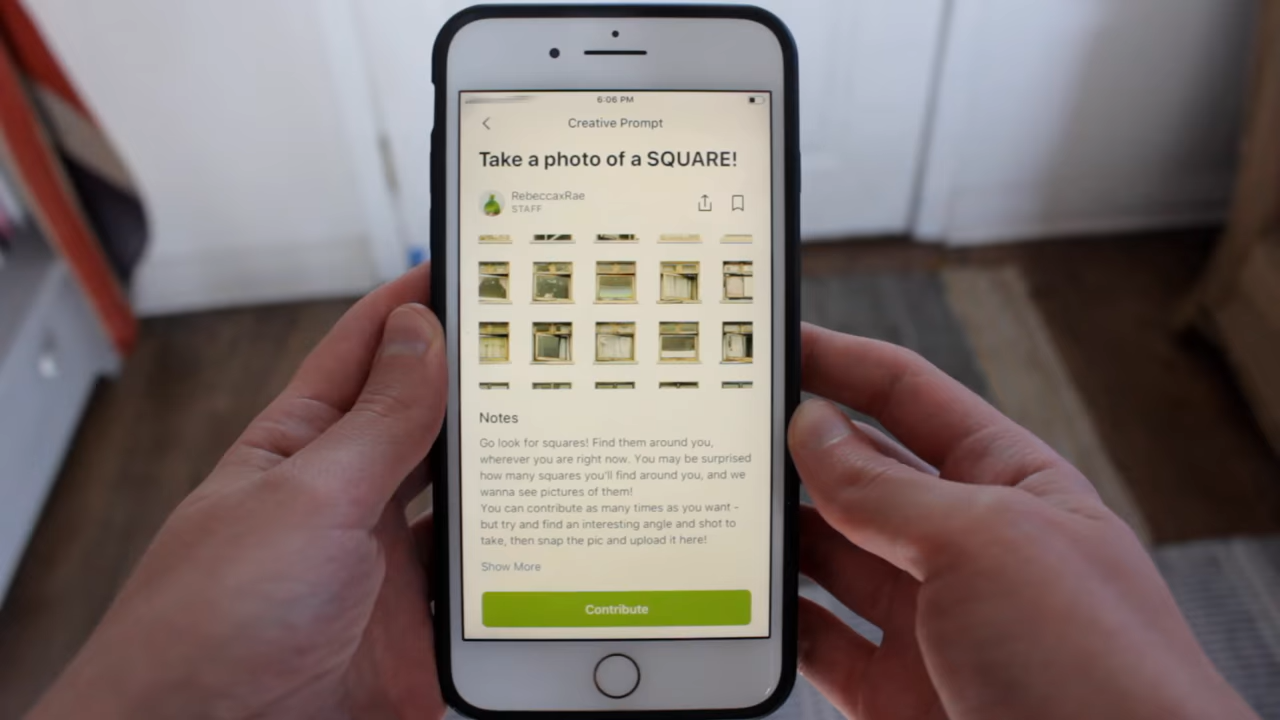 6:06 PM
Creative Prompt
Take a photo of a SQUARE!
RebeccaxRae
STAFF
Notes
Go look for squares! Find them around you,
wherever you are right now. You may be surprised
how many squares you'll find around you, and we
wanna see pictures of them!
You can contribute as many times as you want -
but try and find an interesting angle and shot to
take, then snap the pic and upload it here!
Show More
Contribute